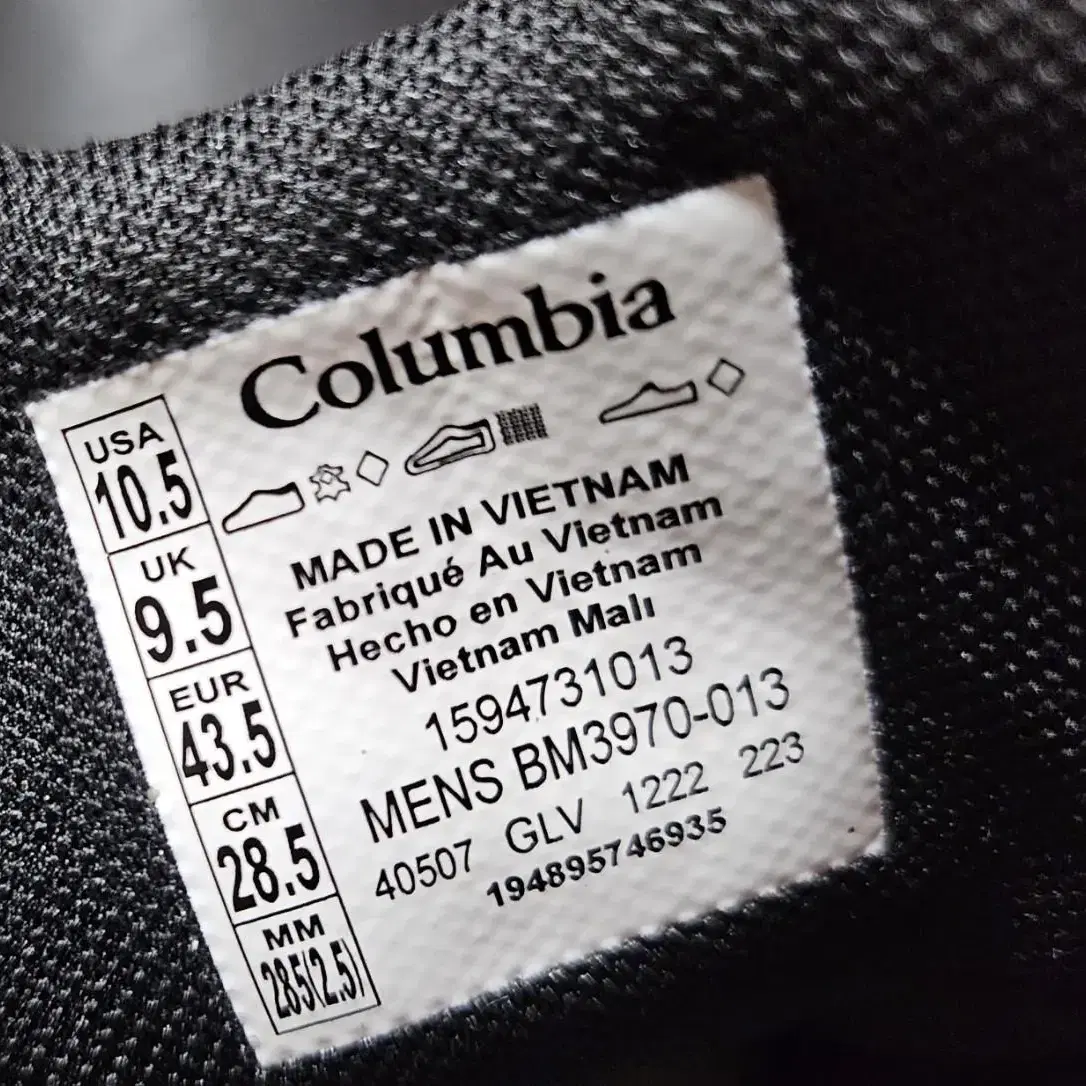 Columbia
USA
10.5
UK
9.5
EUR
43.5
CM
28.5
MM
285(2.5)
MADE IN VIETNAM
Fabriqué Au Vietnam
Hecho en Vietnam
Vietnam Malı
1594731013
MENS BM3970-013
40507 GLV 1222 223
194895746935